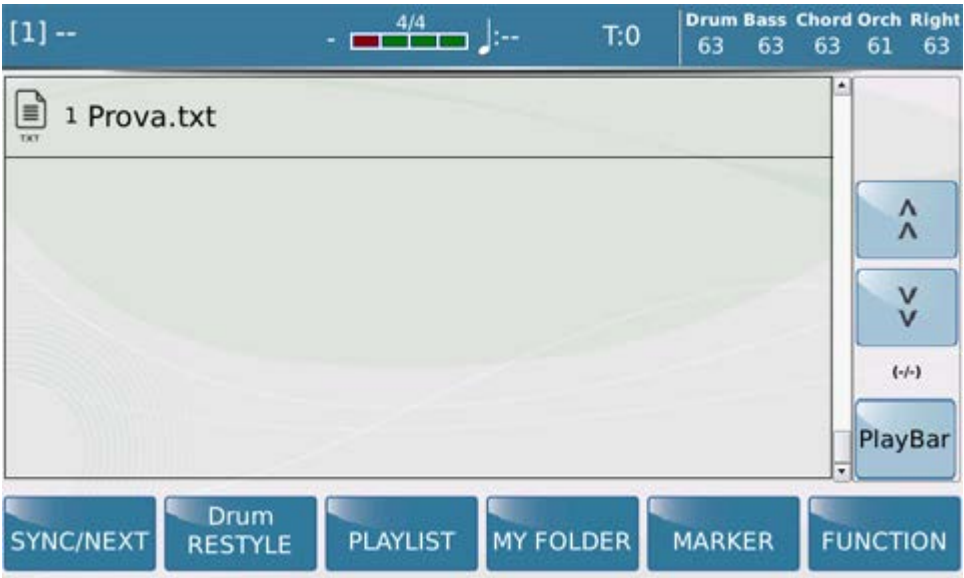 [1] --
4/4
- ♩:--
T:0
Drum Bass Chord Orch Right
63 63 63 61 63
TXT
1 Prova.txt
(-/-)
PlayBar
SYNC/NEXT
Drum
RESTYLE
PLAYLIST
MY FOLDER
MARKER
FUNCTION